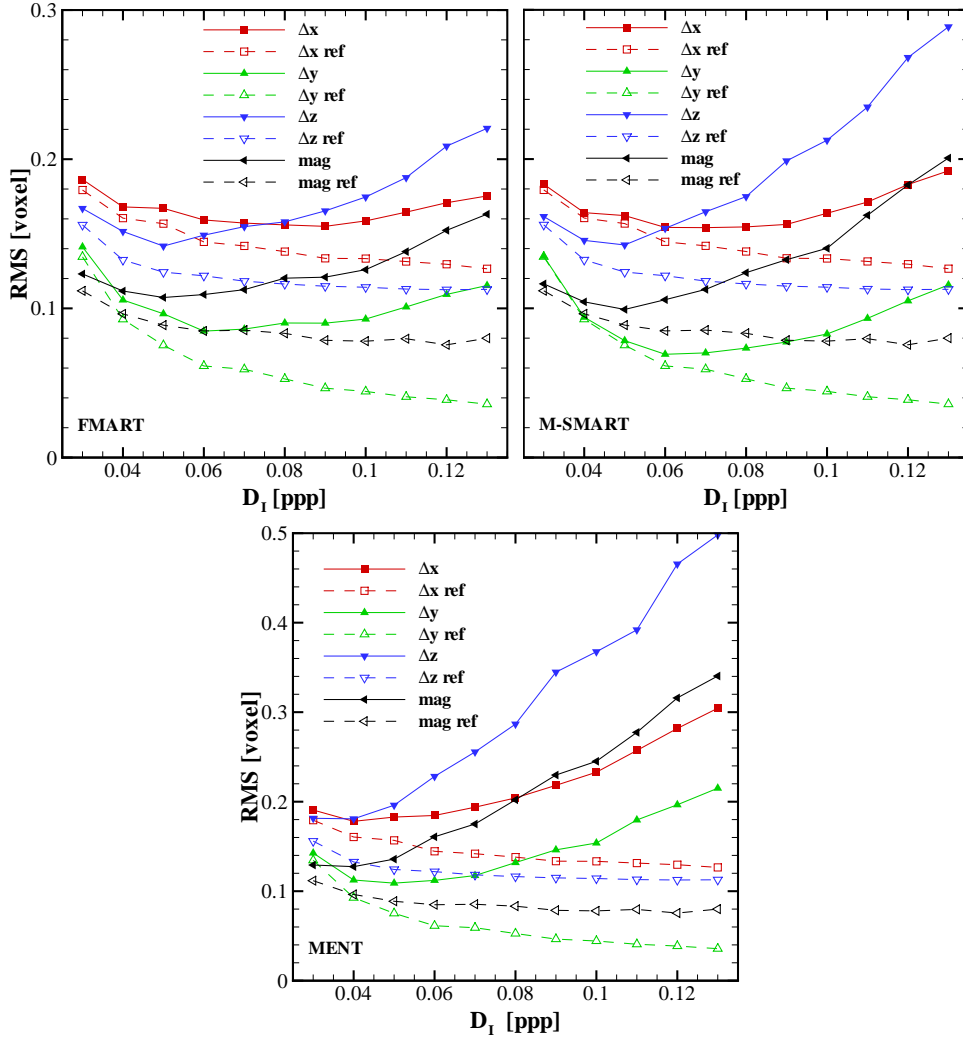 0.3
0.2
0.1
0
RMS [voxel]
Δx
Δx ref
Δy
Δy ref
Δz
Δz ref
mag
mag ref
FMART
0.04 0.06 0.08 0.1 0.12
D_I [ppp]
Δx
Δx ref
Δy
Δy ref
Δz
Δz ref
mag
mag ref
M-SMART
0.04 0.06 0.08 0.1 0.12
D_I [ppp]
0.5
0.4
0.3
0.2
0.1
0
RMS [voxel]
Δx
Δx ref
Δy
Δy ref
Δz
Δz ref
mag
mag ref
MENT
0.04 0.06 0.08 0.1 0.12
D_I [ppp]